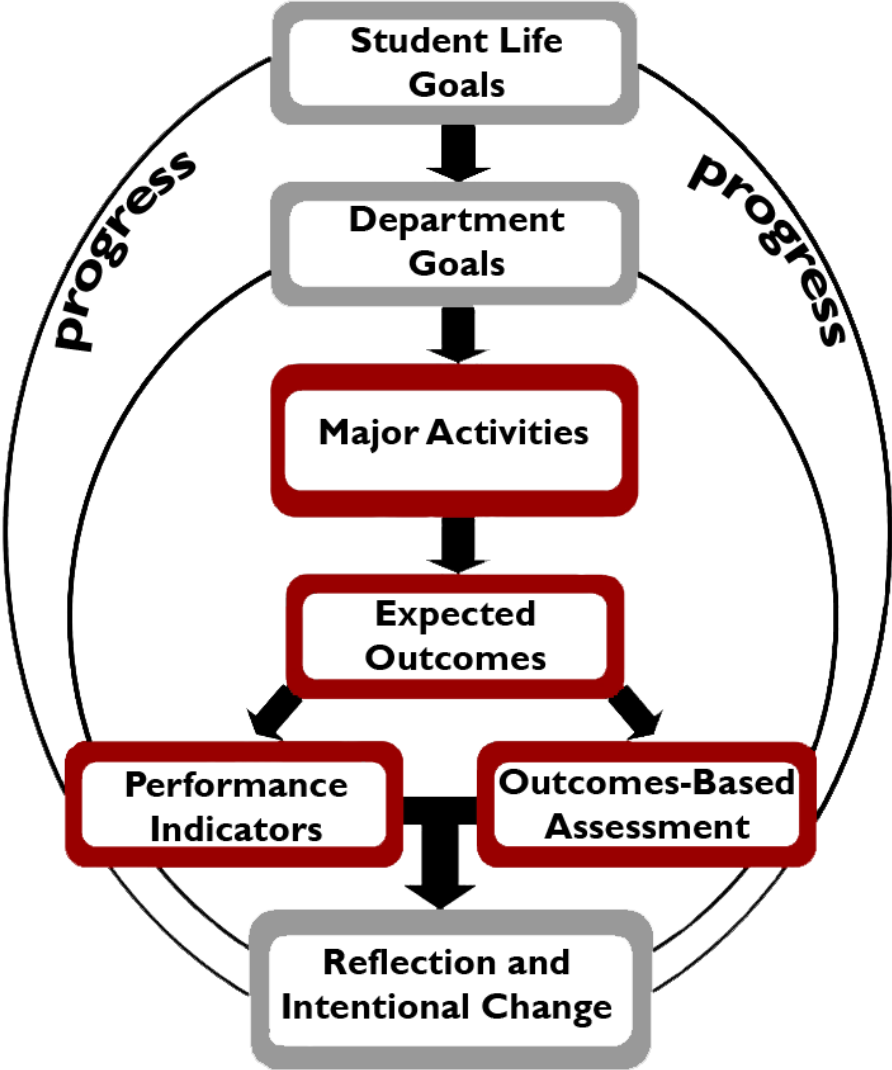 Student Life
Goals
progress
progress
Department
Goals
Major Activities
Expected
Outcomes
Performance
Indicators
Outcomes-Based
Assessment
Reflection and
Intentional Change